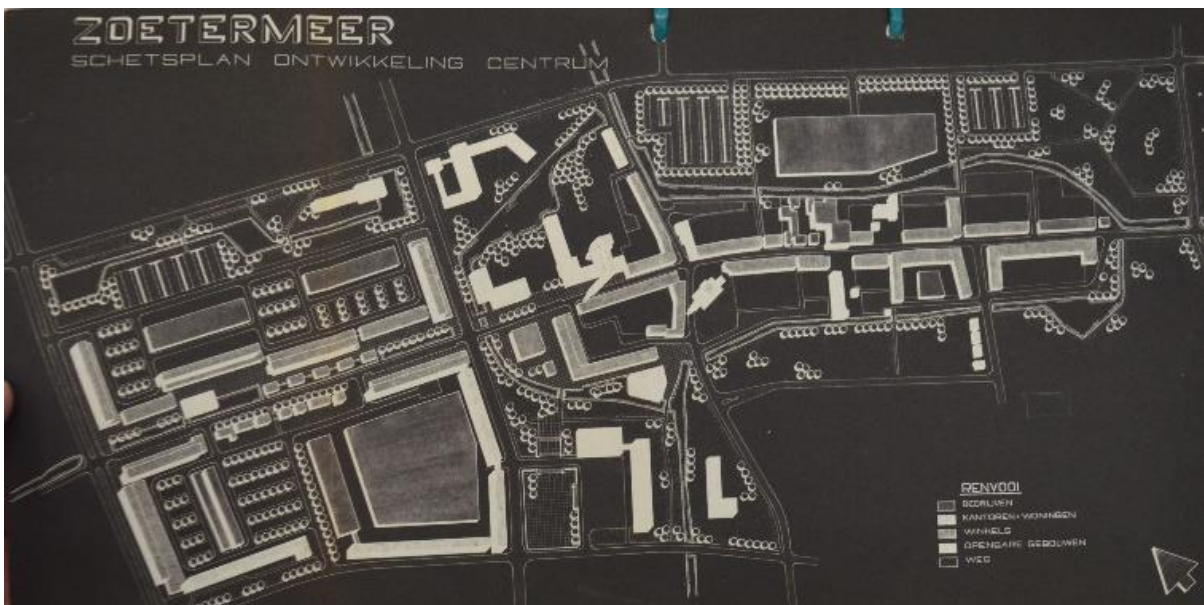 ZOETERMEER
SCHETSPLAN ONTWIKKELING CENTRUM
RENVOOI
BEDRIJVEN
KANTOREN+WONINGEN
WINKELS
OPENBARE GEBOUWEN
WEG